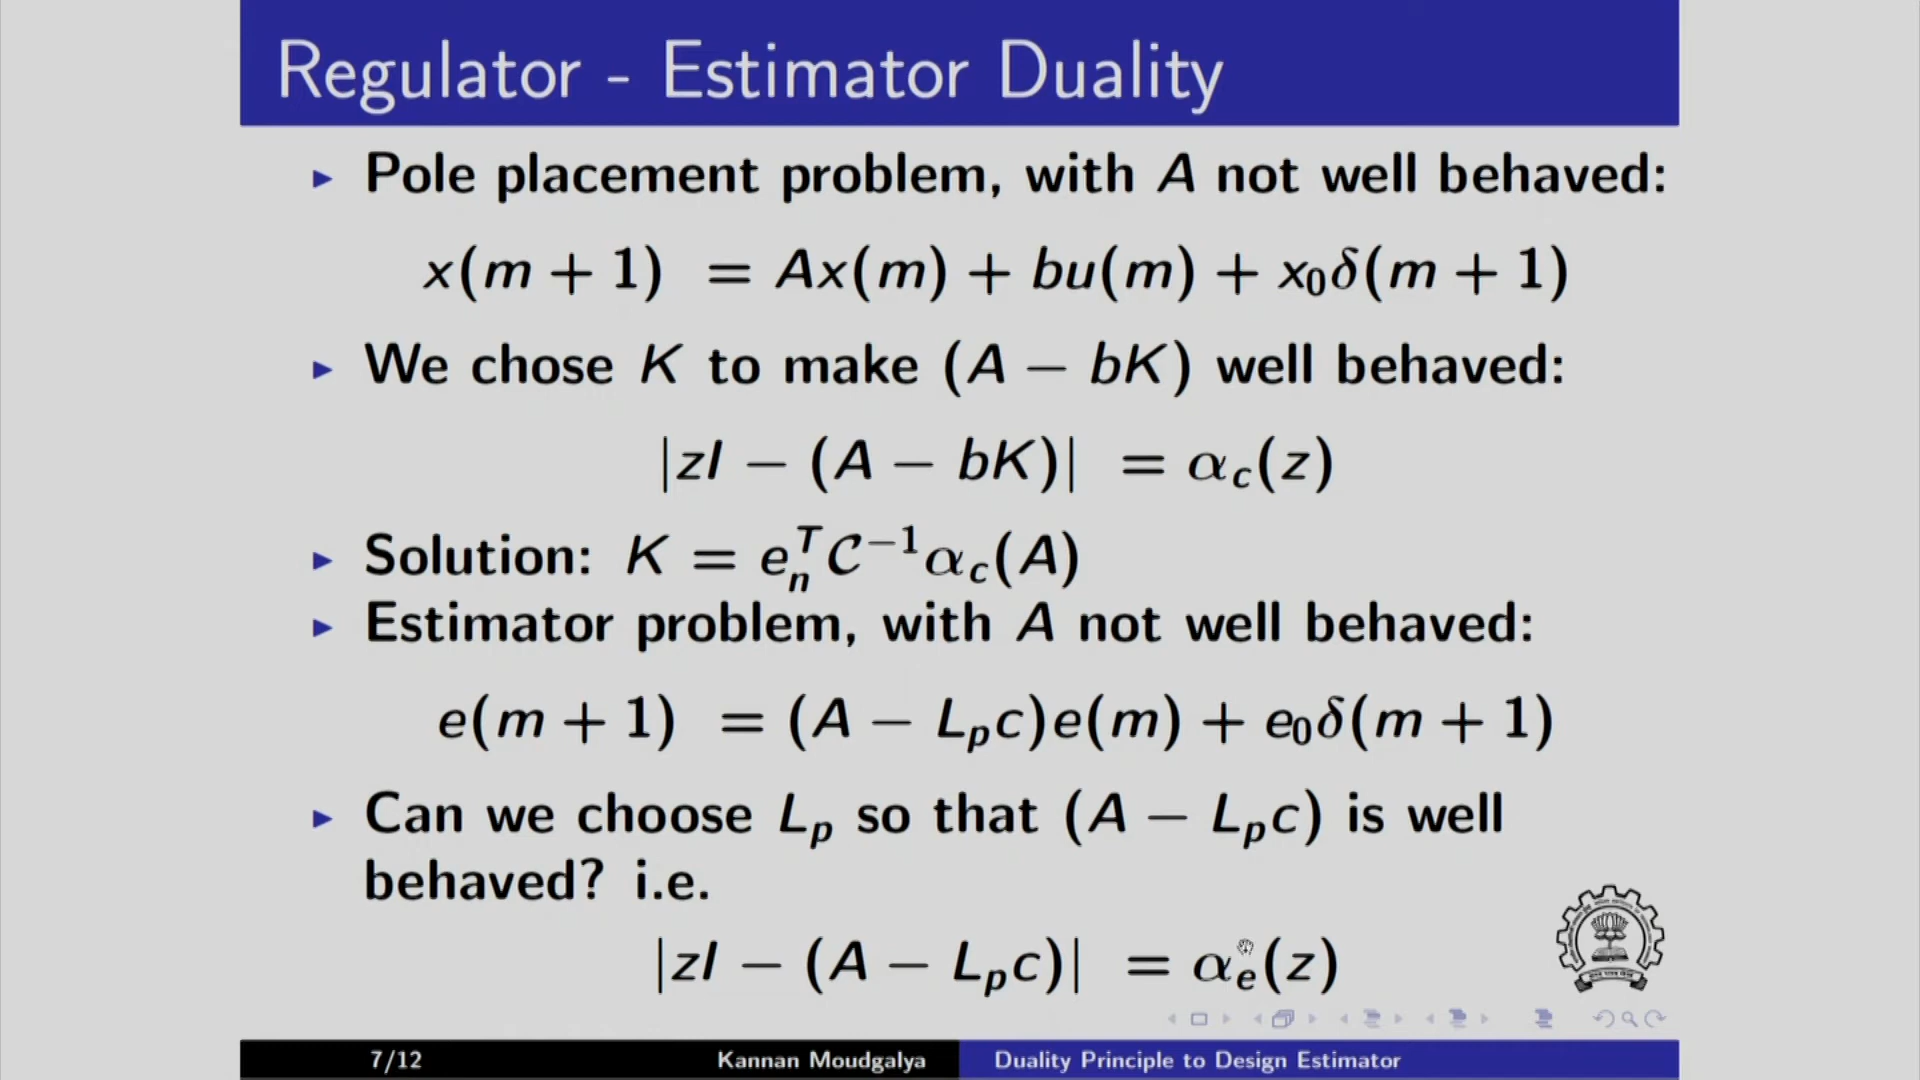 Regulator - Estimator Duality
▶ Pole placement problem, with A not well behaved:
x(m + 1) = Ax(m) + bu(m) + x₀δ(m + 1)
▶ We chose K to make (A − bK) well behaved:
|zI − (A − bK)| = α_c(z)
▶ Solution: K = e_n^T 𝒞^{−1} α_c(A)
▶ Estimator problem, with A not well behaved:
e(m + 1) = (A − L_p c)e(m) + e₀δ(m + 1)
▶ Can we choose L_p so that (A − L_p c) is well
behaved? i.e.
|zI − (A − L_p c)| = α_e(z)
7/12 Kannan Moudgalya Duality Principle to Design Estimator